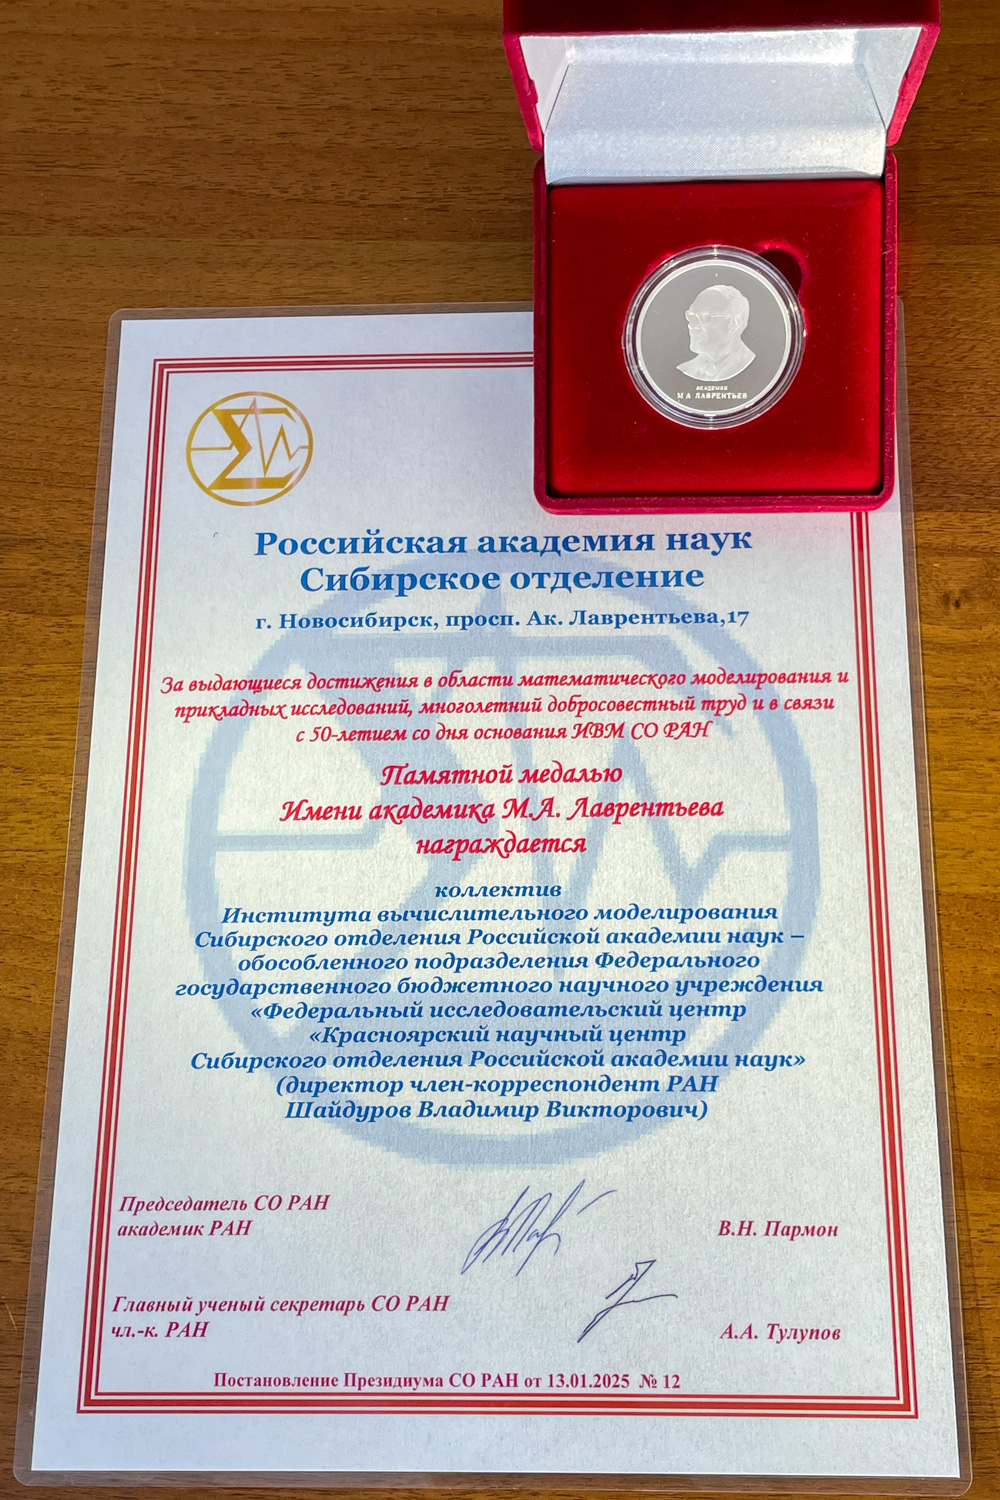 АКАДЕМИК
М А ЛАВРЕНТЬЕВ
Российская академия наук
Сибирское отделение
г. Новосибирск, просп. Ак. Лаврентьева,17
За выдающиеся достижения в области математического моделирования и
прикладных исследований, многолетний добросовестный труд и в связи
с 50-летием со дня основания ИВМ СО РАН
Памятной медалью
Имени академика М.А. Лаврентьева
награждается
коллектив
Института вычислительного моделирования
Сибирского отделения Российской академии наук –
обособленного подразделения Федерального
государственного бюджетного научного учреждения
«Федеральный исследовательский центр
«Красноярский научный центр
Сибирского отделения Российской академии наук»
(директор член-корреспондент РАН
Шайдуров Владимир Викторович)
Председатель СО РАН
академик РАН В.Н. Пармон
Главный ученый секретарь СО РАН
чл.-к. РАН А.А. Тулупов
Постановление Президиума СО РАН от 13.01.2025 № 12